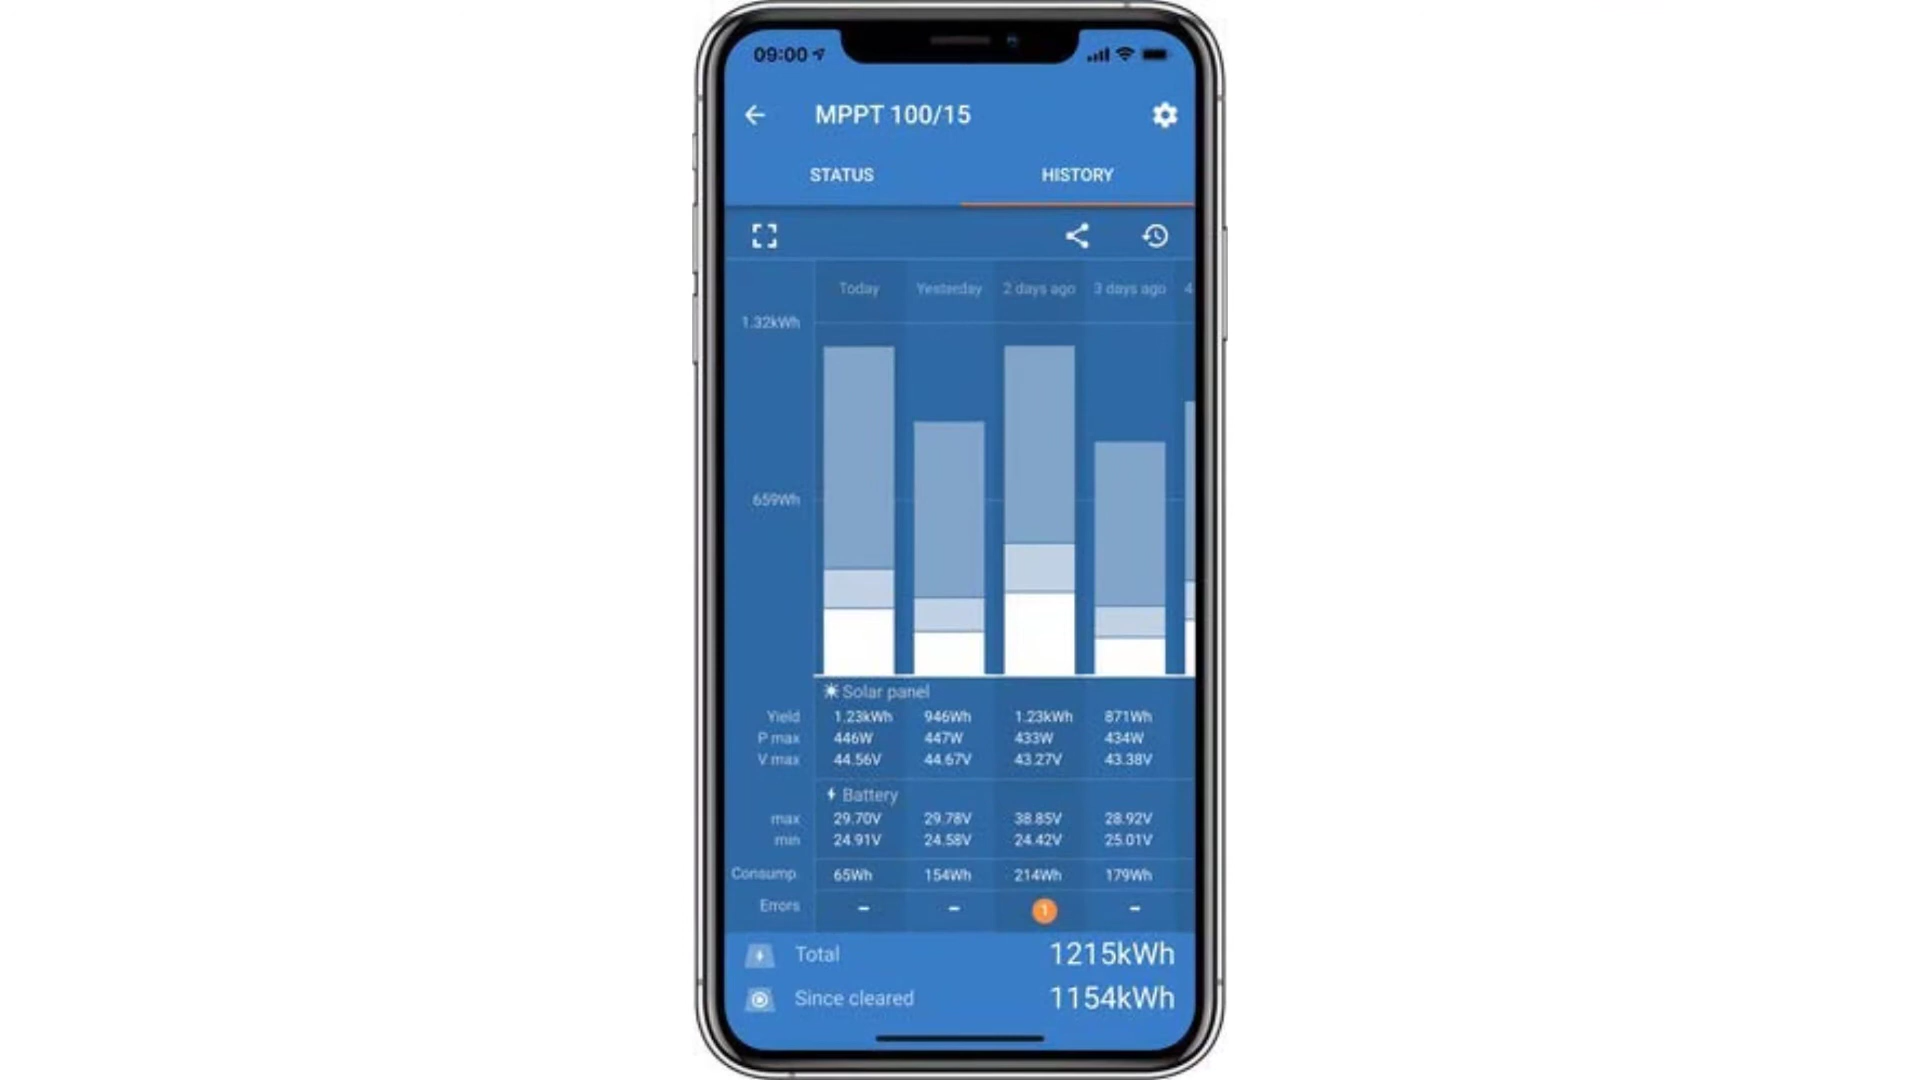 09:00
MPPT 100/15
STATUS HISTORY
Today Yesterday 2 days ago 3 days ago 4
1.32kWh
659Wh
Solar panel
Yield 1.23kWh 946Wh 1.23kWh 871Wh
P max 446W 447W 433W 434W
V max 44.56V 44.67V 43.27V 43.38V
Battery
max 29.70V 29.78V 38.85V 28.92V
min 24.91V 24.58V 24.42V 25.01V
Consump. 65Wh 154Wh 214Wh 179Wh
Errors – – 1 –
Total 1215kWh
Since cleared 1154kWh